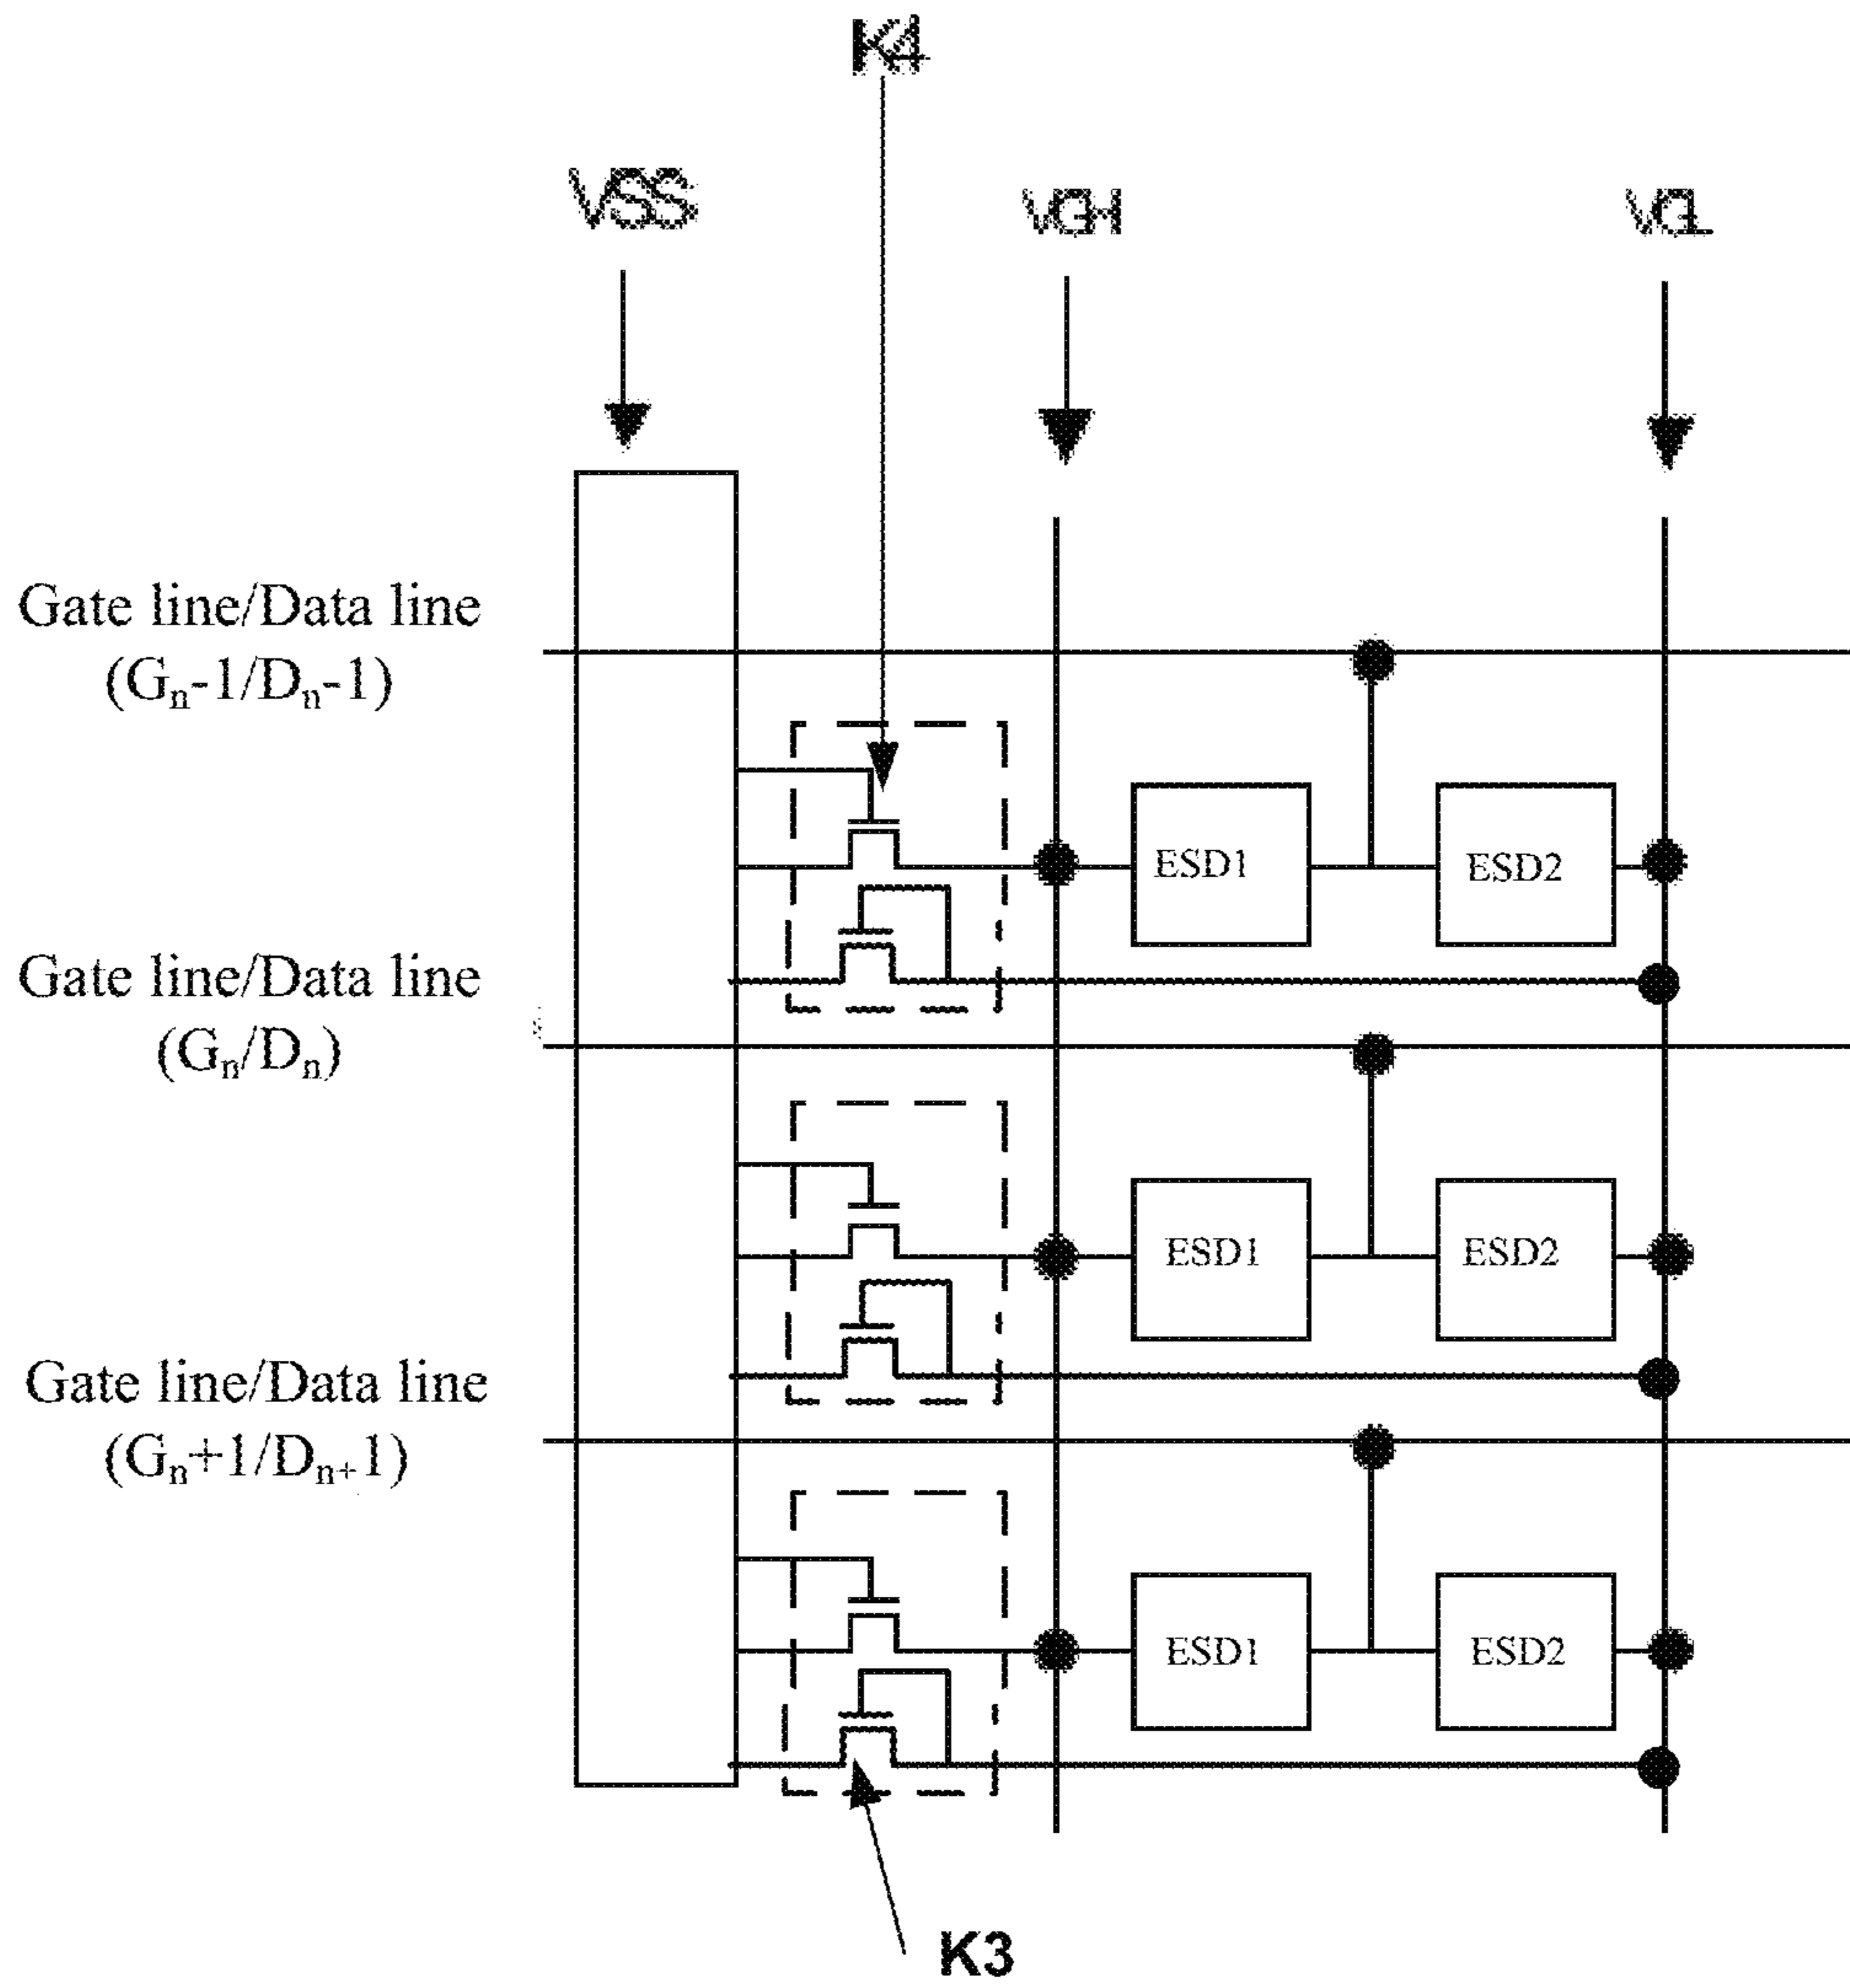 K4
VSS VGH VGL
Gate line/Data line
(Gn-1/Dn-1)
ESD1 ESD2
Gate line/Data line
(Gn/Dn)
ESD1 ESD2
Gate line/Data line
(Gn+1/Dn+1)
ESD1 ESD2
K3